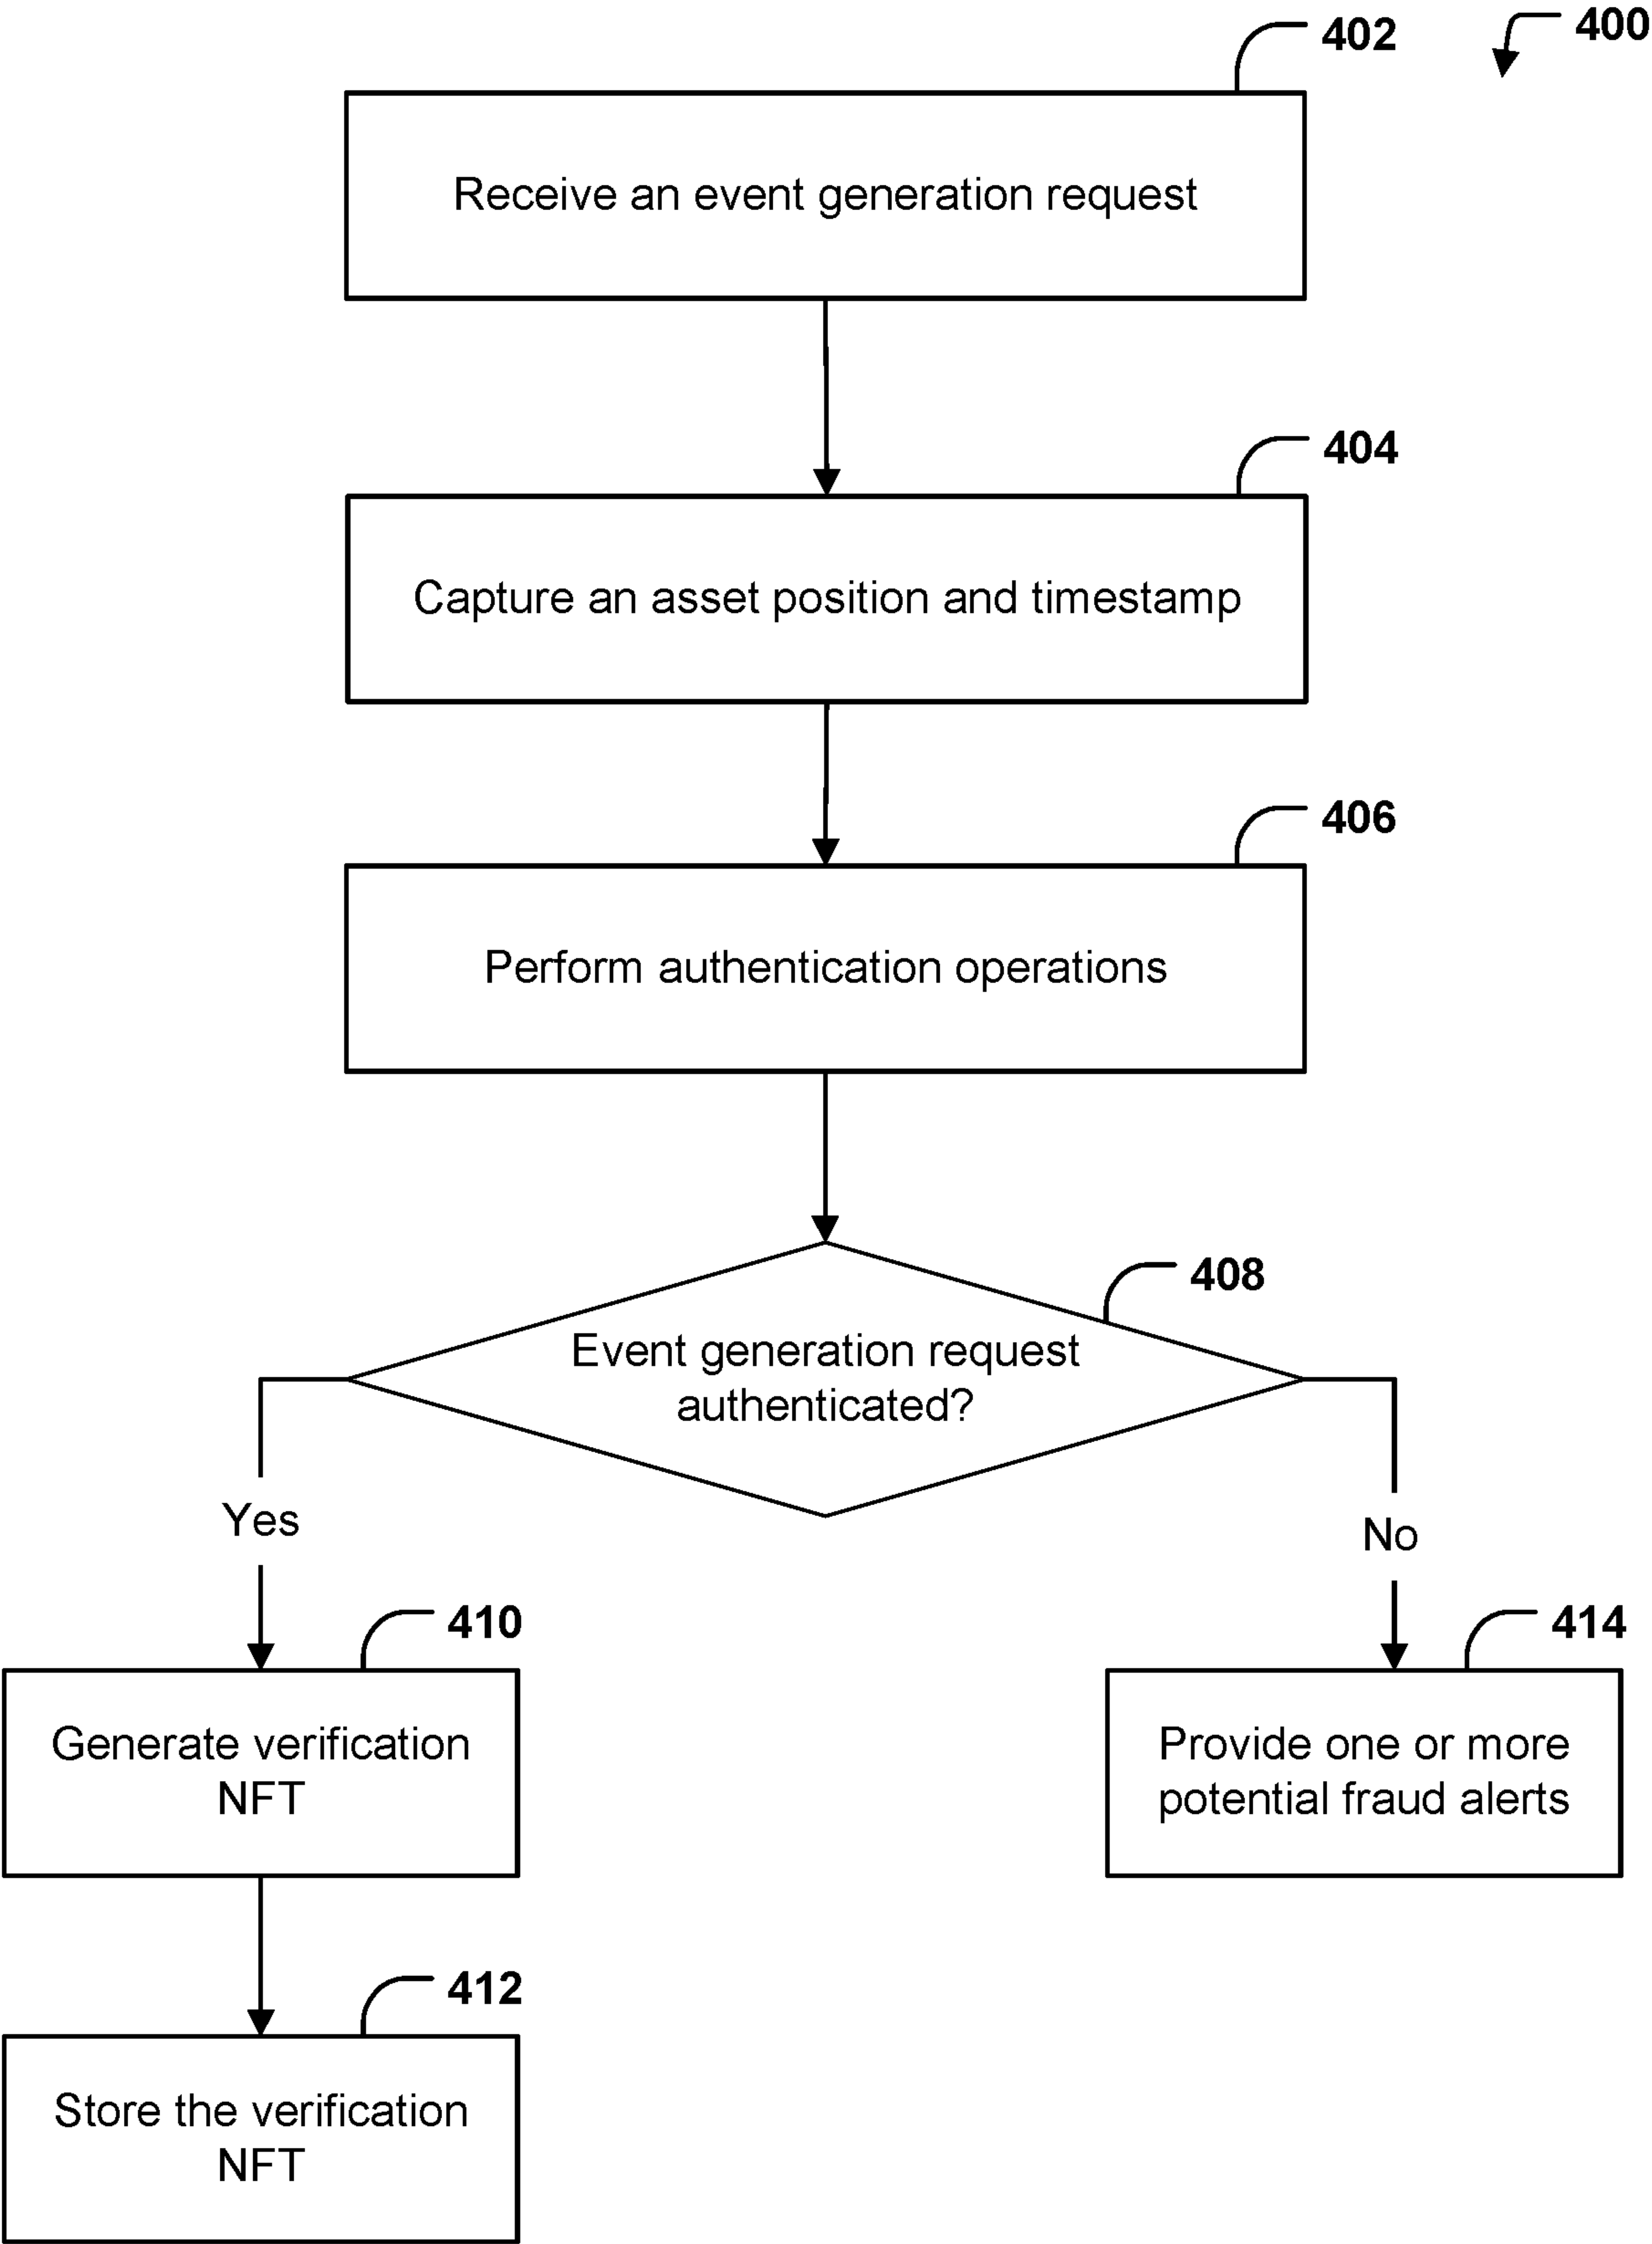 400
402
Receive an event generation request
404
Capture an asset position and timestamp
406
Perform authentication operations
408
Event generation request
authenticated?
Yes
No
410
Generate verification
NFT
414
Provide one or more
potential fraud alerts
412
Store the verification
NFT